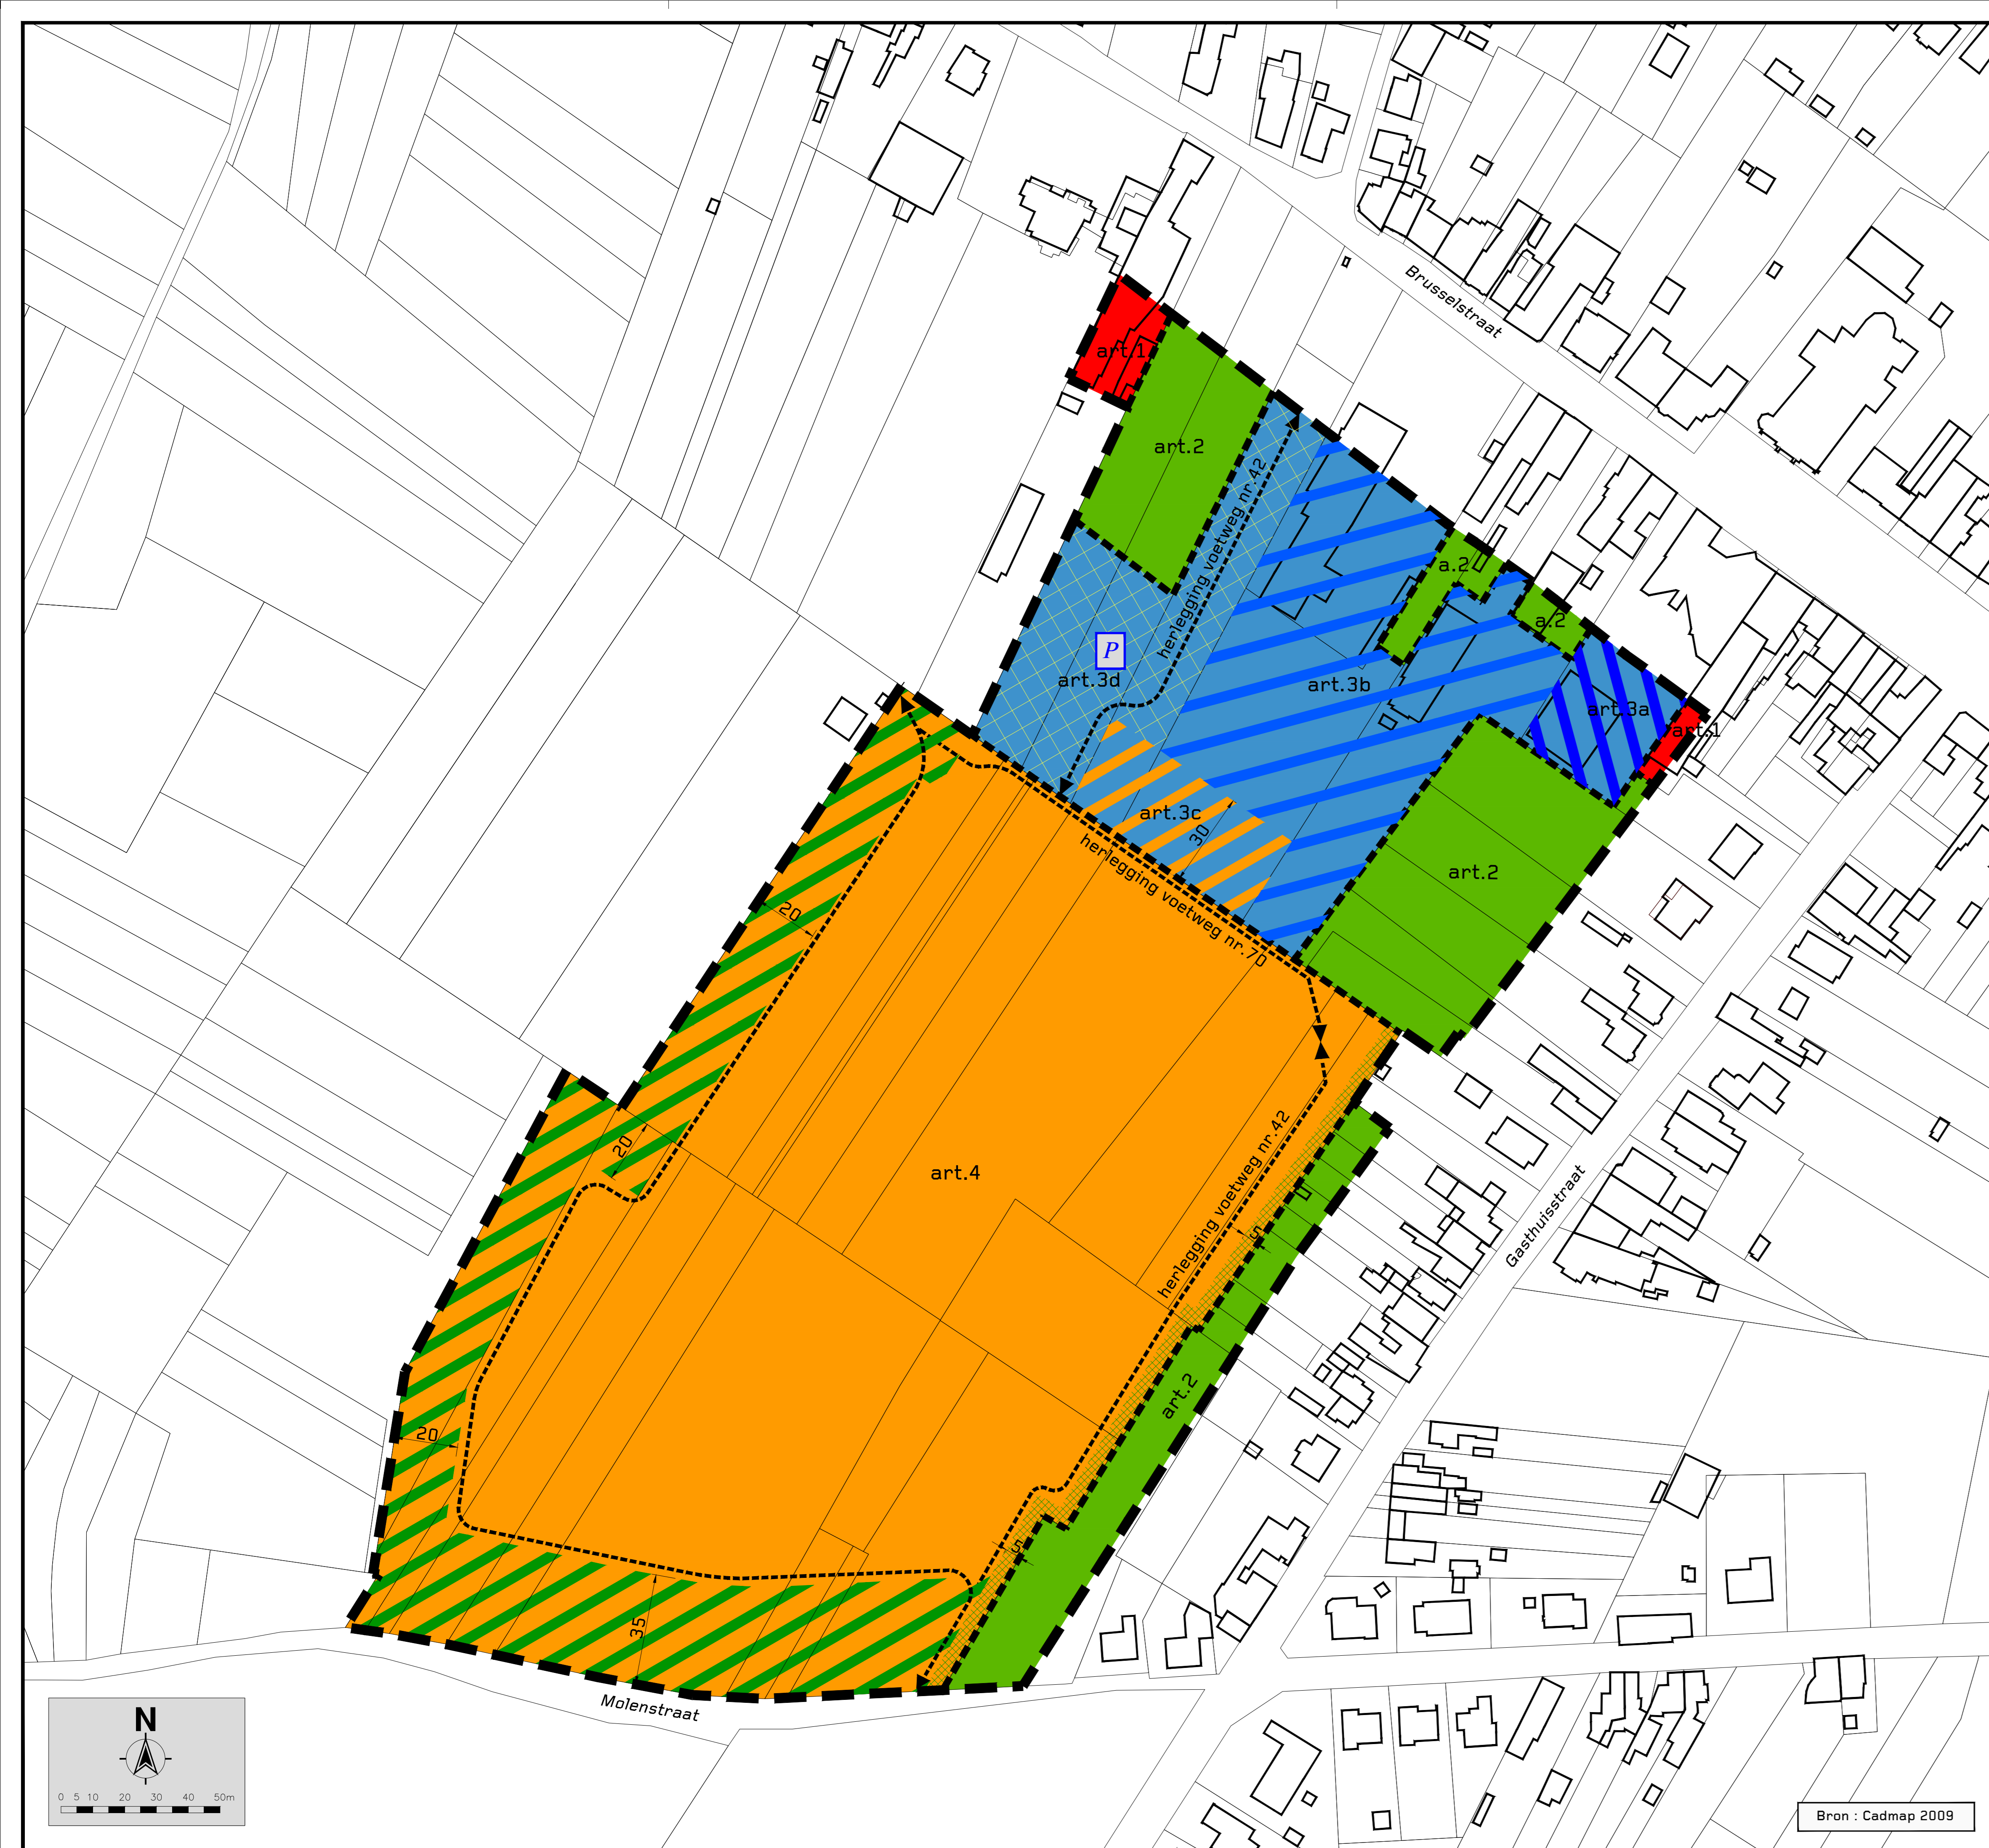 Brusselstraat
art.1
art.2
herlegging voetweg nr.42
a.2
a.2
P
art.3d
art.3b
art.3a
art.1
art.3c
30
herlegging voetweg nr.70
art.2
20
20
art.4
herlegging voetweg nr.42
5
Gasthuisstraat
art.2
20
5
35
Molenstraat
N
0 5 10 20 30 40 50m
Bron : Cadmap 2009